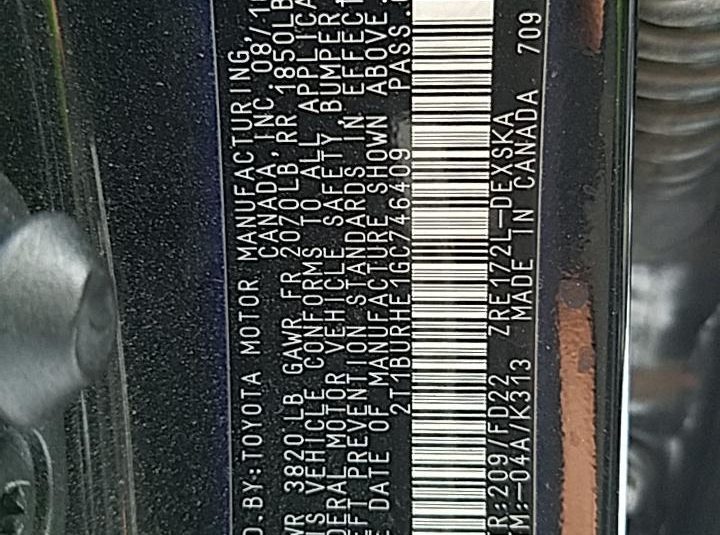 D.BY:TOYOTA MOTOR MANUFACTURING,
CANADA, INC. 08/1
WR 3820LB GAWR FR 2070LB, RR 1850LB
IS VEHICLE CONFORMS TO ALL APPLICA
DERAL MOTOR VEHICLE SAFETY BUMPER
EFT PREVENTION STANDARDS IN EFFECT
E DATE OF MANUFACTURE SHOWN ABOVE.
2T1BURHE1GC746409 PASS.
R:209/FD22 ZRE172L-DEXSKA
TM:-04A/K313 MADE IN CANADA 709